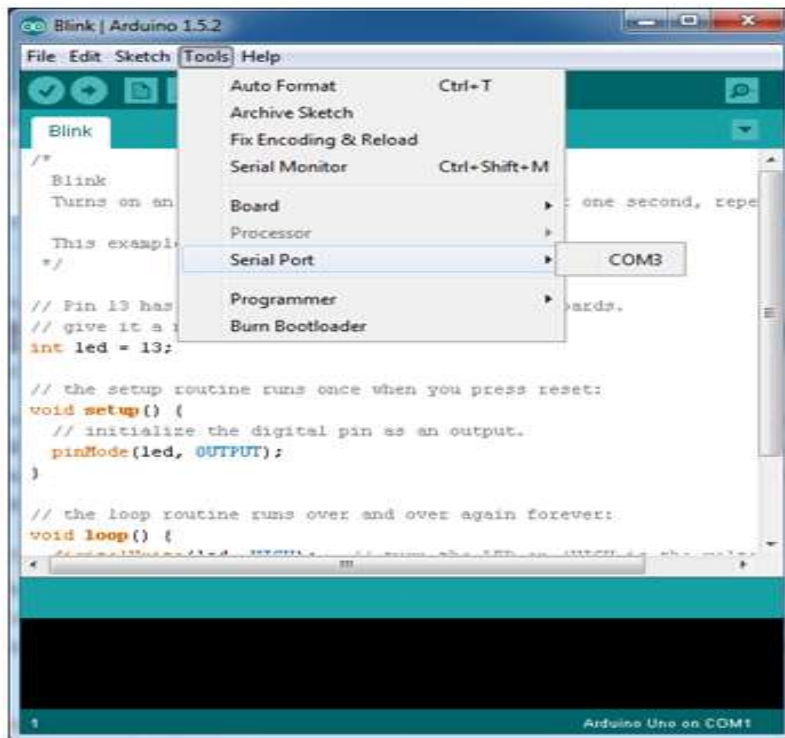 Blink | Arduino 1.5.2
File Edit Sketch Tools Help
Auto Format Ctrl+T
Archive Sketch
Fix Encoding & Reload
Serial Monitor Ctrl+Shift+M
Board
Processor
Serial Port
COM3
Programmer
Burn Bootloader
Blink
/*
Blink
Turns on an one second, repe
This exampl
*/
// Pin 13 has ards.
// give it a
int led = 13;
// the setup routine runs once when you press reset:
void setup() {
// initialize the digital pin as an output.
pinMode(led, OUTPUT);
}
// the loop routine runs over and over again forever:
void loop() {
1
Arduino Uno on COM1